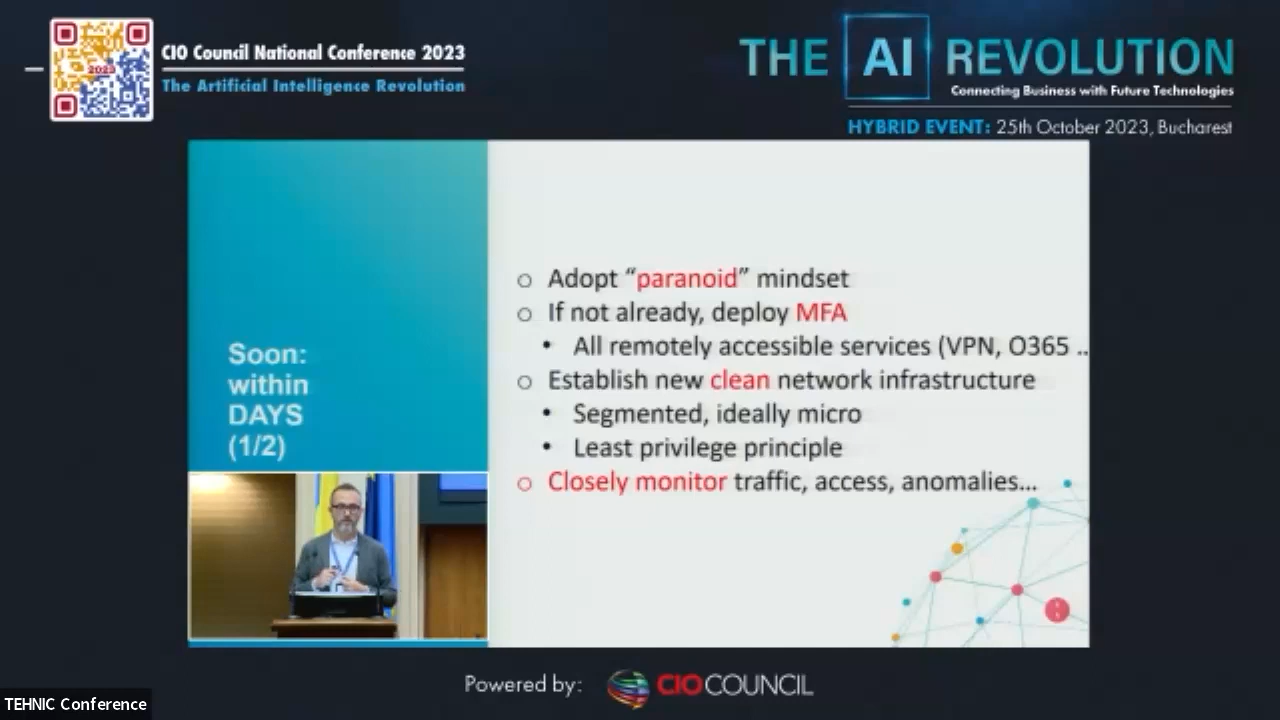 2023
CIO Council National Conference 2023
The Artificial Intelligence Revolution
THE AI REVOLUTION
Connecting Business with Future Technologies
HYBRID EVENT: 25th October 2023, Bucharest
Soon:
within
DAYS
(1/2)
o Adopt “paranoid” mindset
o If not already, deploy MFA
• All remotely accessible services (VPN, O365 ..
o Establish new clean network infrastructure
• Segmented, ideally micro
• Least privilege principle
o Closely monitor traffic, access, anomalies...
Powered by: CIO COUNCIL
TEHNIC Conference